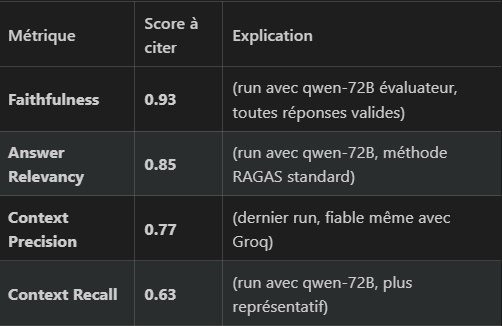 Métrique
Score à
citer
Explication
Faithfulness
0.93
(run avec qwen-72B évaluateur,
toutes réponses valides)
Answer
Relevancy
0.85
(run avec qwen-72B, méthode
RAGAS standard)
Context
Precision
0.77
(dernier run, fiable même avec
Groq)
Context Recall
0.63
(run avec qwen-72B, plus
représentatif)